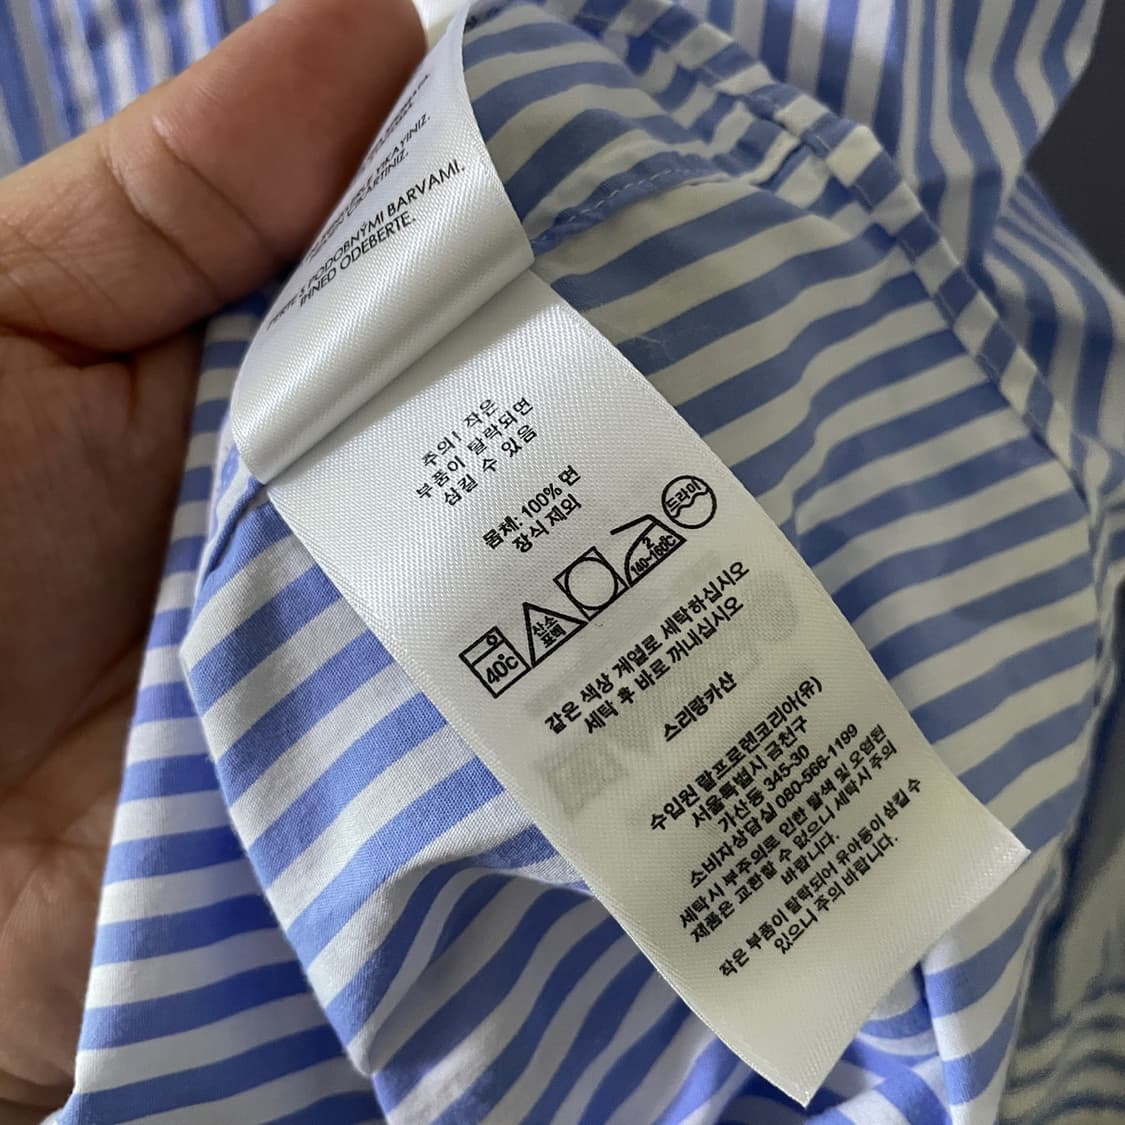 YIKAYINIZ.
ÇIKARTINIZ.
PERTE S PODOBNÝMI BARVAMI.
IHNED ODEBERTE.
주의! 작은
부품이 탈락되면
삼킬 수 있음
몸체: 100% 면
장식 제외
약
40°C
산소
표백
2
140~160°C
드라이
같은 색상 계열로 세탁하십시오
세탁 후 바로 꺼내십시오
스리랑카산
수입원 랄프로렌코리아(유)
서울특별시 금천구
가산동 345-30
소비자상담실 080-566-1199
세탁시 부주의로 인한 탈색 및 오염된
제품은 교환할 수 없으니 세탁시 주의
바랍니다.
작은 부품이 탈락되어 유아동이 삼킬 수
있으니 주의 바랍니다.